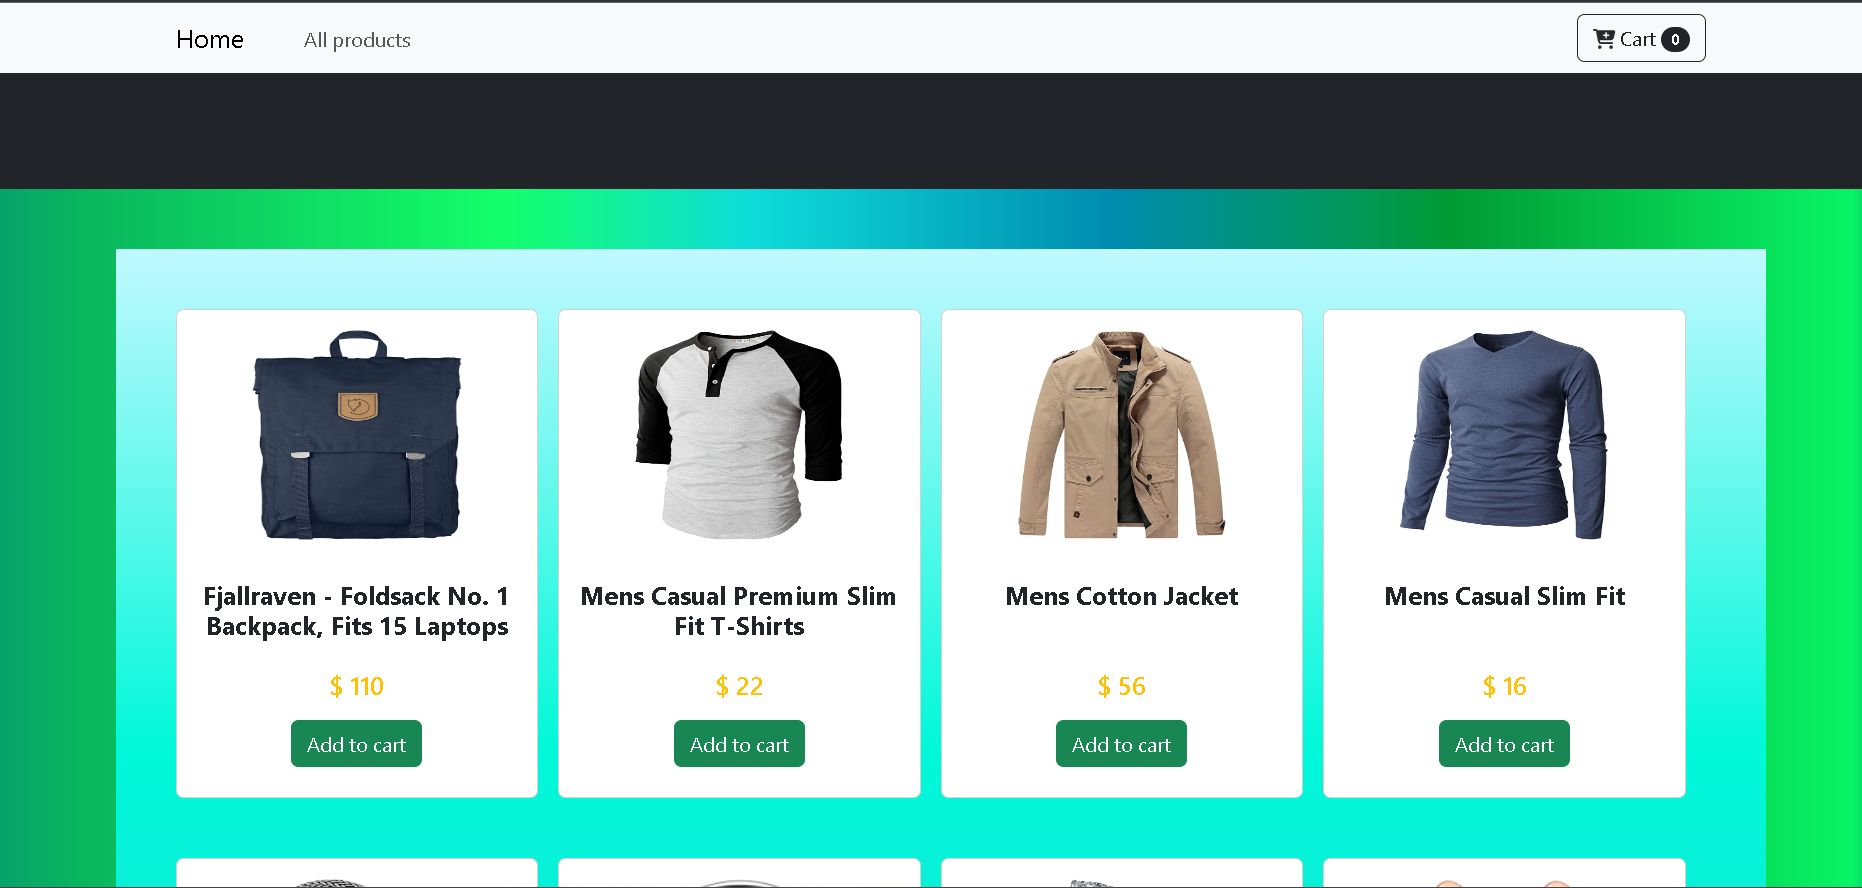 Home All products Cart 0
Fjallraven - Foldsack No. 1
Backpack, Fits 15 Laptops
$ 110
Add to cart
Mens Casual Premium Slim
Fit T-Shirts
$ 22
Add to cart
Mens Cotton Jacket
$ 56
Add to cart
Mens Casual Slim Fit
$ 16
Add to cart